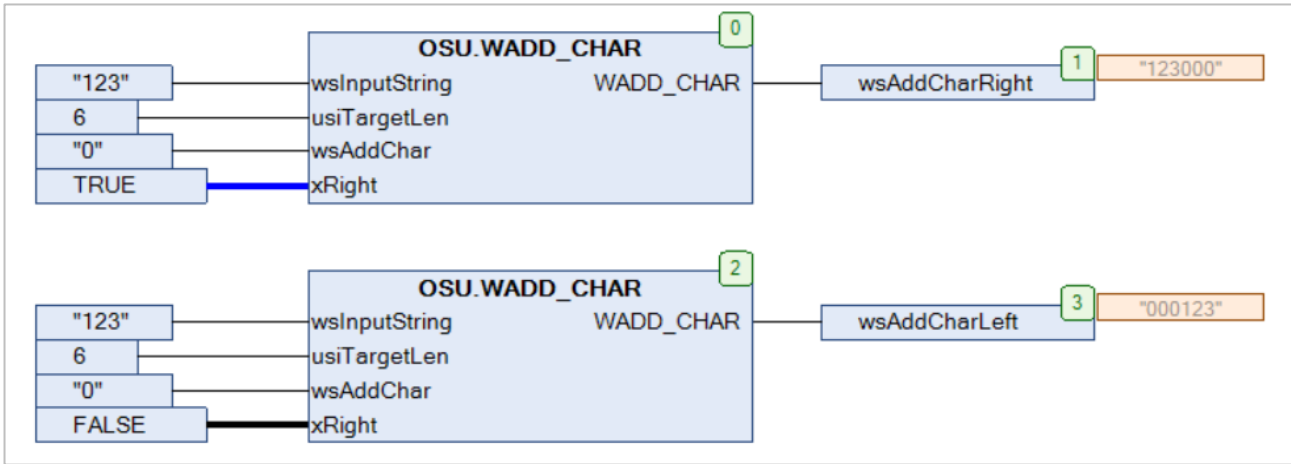 0
OSU.WADD_CHAR
"123" wsInputString WADD_CHAR wsAddCharRight 1 "123000"
6 usiTargetLen
"0" wsAddChar
TRUE xRight
2
OSU.WADD_CHAR
"123" wsInputString WADD_CHAR wsAddCharLeft 3 "000123"
6 usiTargetLen
"0" wsAddChar
FALSE xRight